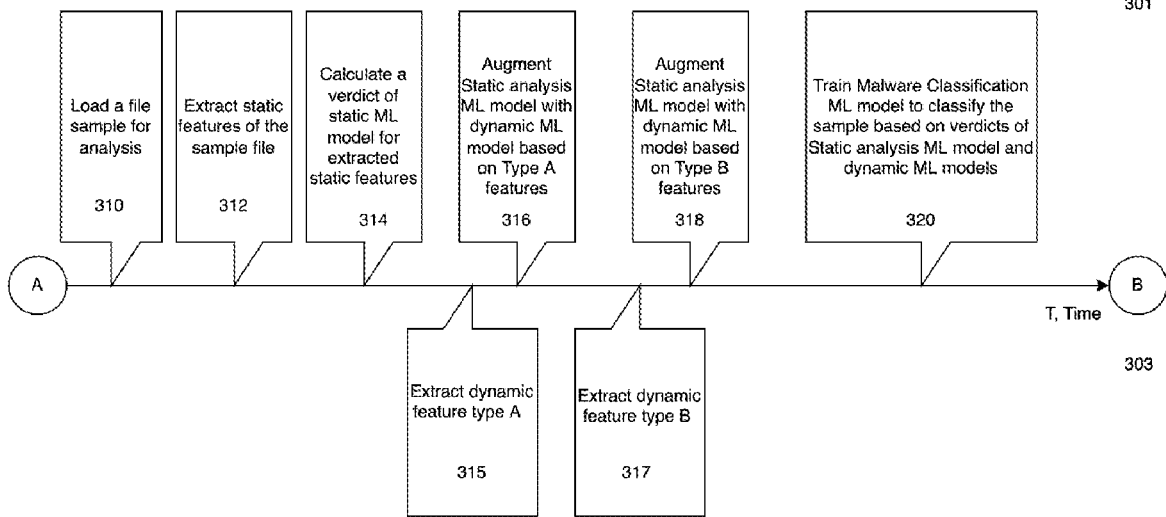 301
Load a file
sample for
analysis
310
Extract static
features of the
sample file
312
Calculate a
verdict of
static ML
model for
extracted
static features
314
Augment
Static analysis
ML model with
dynamic ML
model based
on Type A
features
316
Augment
Static analysis
ML model with
dynamic ML
model based
on Type B
features
318
Train Malware Classification
ML model to classify the
sample based on verdicts of
Static analysis ML model and
dynamic ML models
320
A
B
T, Time
303
Extract dynamic
feature type A
315
Extract dynamic
feature type B
317